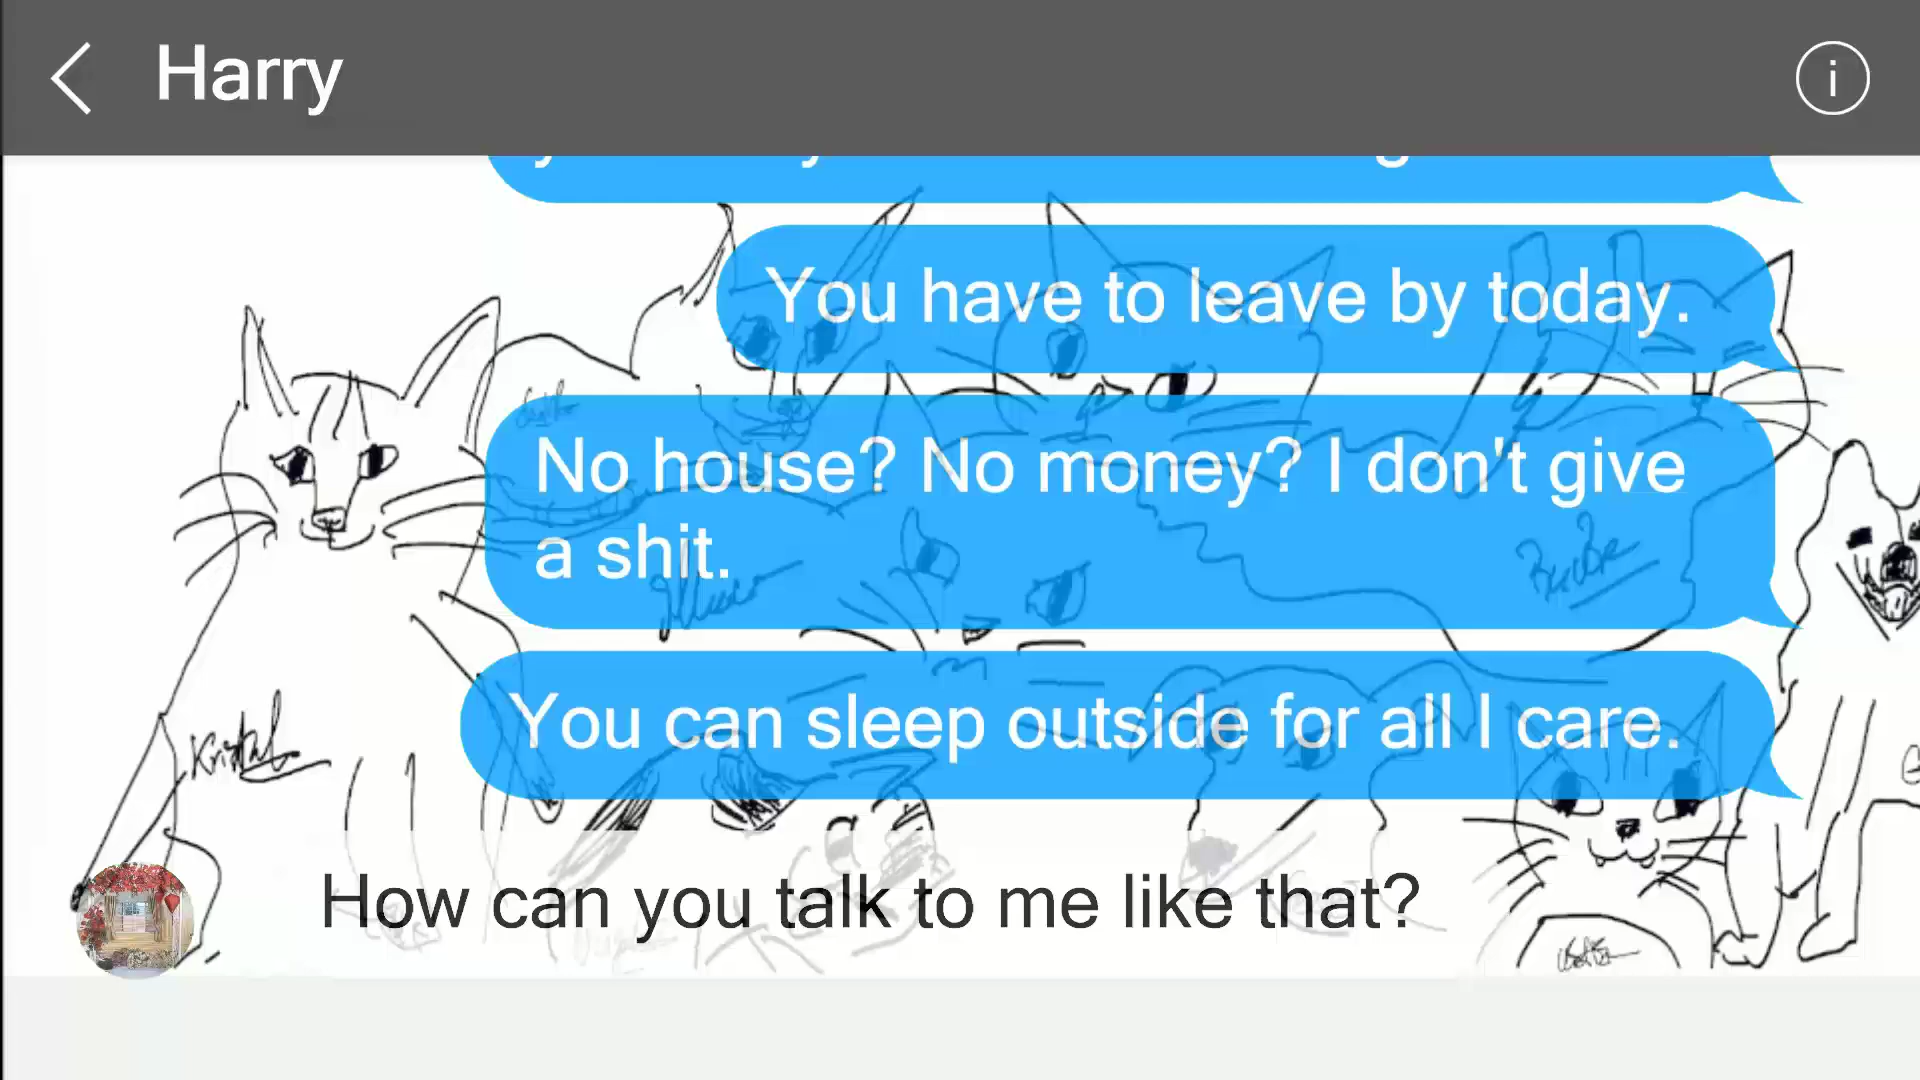 Harry
You have to leave by today.
No house? No money? I don't give
a shit.
You can sleep outside for all I care.
Kristal
How can you talk to me like that?